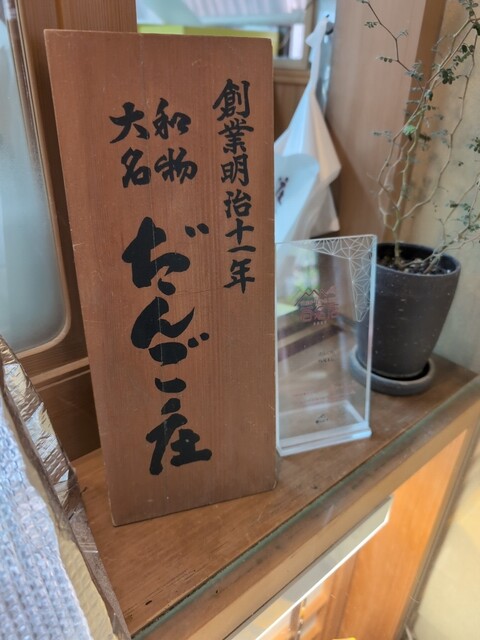 創業明治十一年
大和
名物
だんご庄